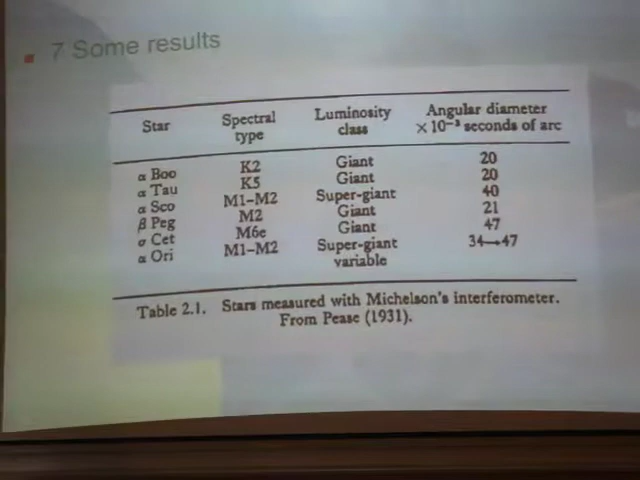 7 Some results
Star Spectral type Luminosity class Angular diameter × 10⁻³ seconds of arc
α Boo K2 Giant 20
α Tau K5 Giant 20
α Sco M1–M2 Super-giant 40
β Peg M2 Giant 21
o Cet M6e Giant 47
α Ori M1–M2 Super-giant variable 34→47
Table 2.1. Stars measured with Michelson's interferometer.
From Pease (1931).